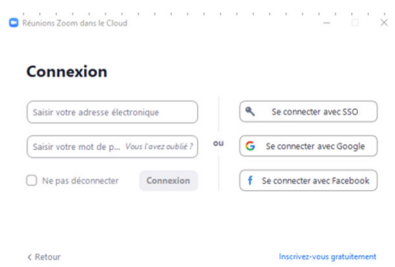 Réunions Zoom dans le Cloud
Connexion
Saisir votre adresse électronique
Saisir votre mot de p... Vous l'avez oublié ?
Ne pas déconnecter Connexion
ou
Se connecter avec SSO
Se connecter avec Google
Se connecter avec Facebook
< Retour
Inscrivez-vous gratuitement